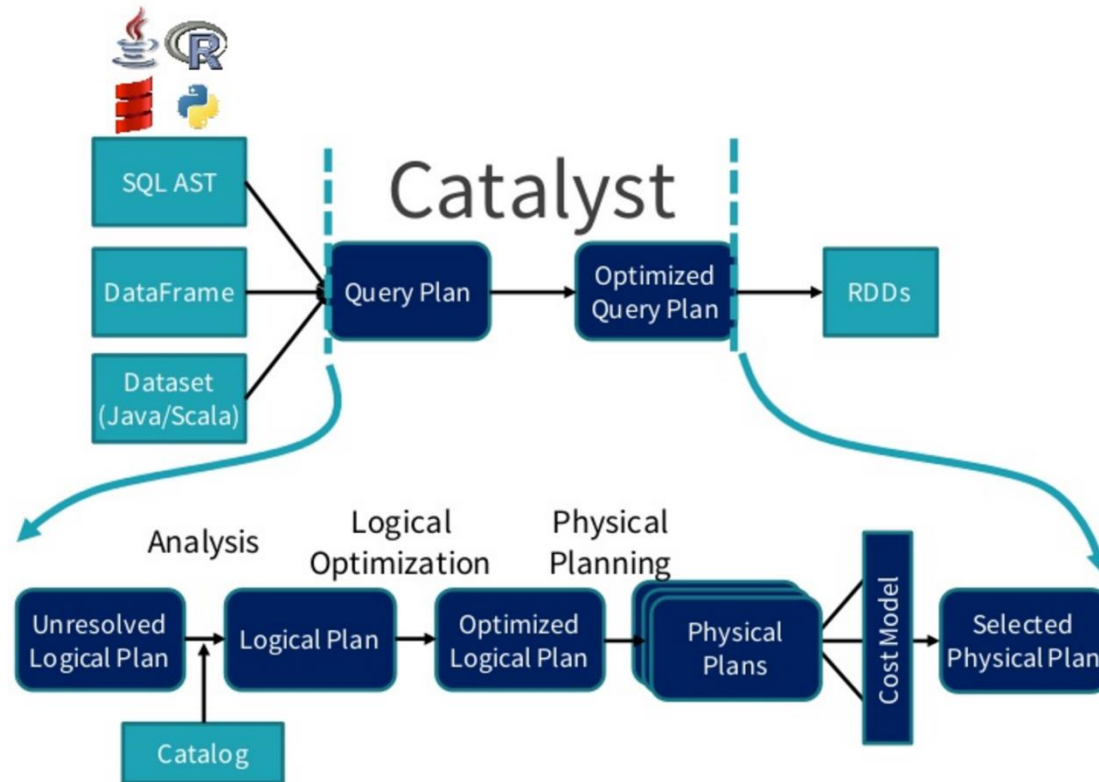 R
SQL AST
Catalyst
DataFrame
Query Plan
Optimized
Query Plan
RDDs
Dataset
(Java/Scala)
Analysis
Logical
Optimization
Physical
Planning
Unresolved
Logical Plan
Logical Plan
Optimized
Logical Plan
Physical
Plans
Cost Model
Selected
Physical Plan
Catalog